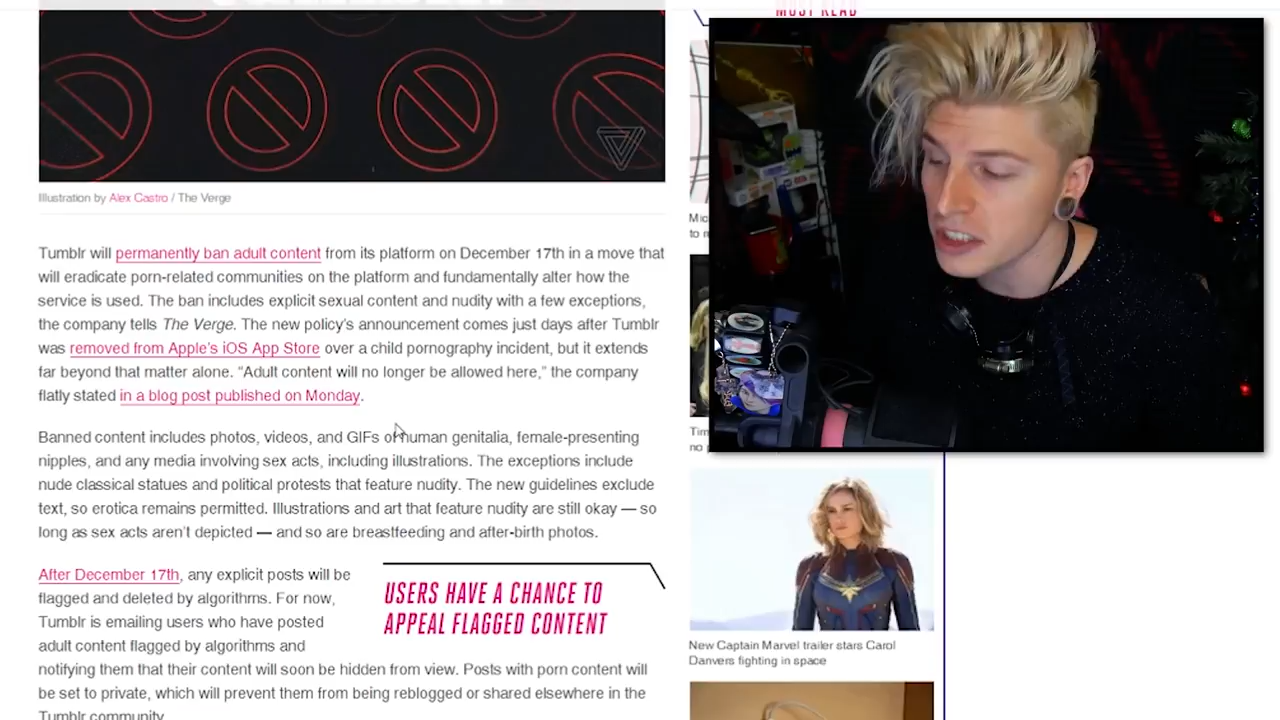 MUST READ
Illustration by Alex Castro / The Verge
Tumblr will permanently ban adult content from its platform on December 17th in a move that
will eradicate porn-related communities on the platform and fundamentally alter how the
service is used. The ban includes explicit sexual content and nudity with a few exceptions,
the company tells The Verge. The new policy's announcement comes just days after Tumblr
was removed from Apple's iOS App Store over a child pornography incident, but it extends
far beyond that matter alone. “Adult content will no longer be allowed here,” the company
flatly stated in a blog post published on Monday.
Banned content includes photos, videos, and GIFs of human genitalia, female-presenting
nipples, and any media involving sex acts, including illustrations. The exceptions include
nude classical statues and political protests that feature nudity. The new guidelines exclude
text, so erotica remains permitted. Illustrations and art that feature nudity are still okay — so
long as sex acts aren't depicted — and so are breastfeeding and after-birth photos.
After December 17th, any explicit posts will be
flagged and deleted by algorithms. For now,
Tumblr is emailing users who have posted
adult content flagged by algorithms and
notifying them that their content will soon be hidden from view. Posts with porn content will
be set to private, which will prevent them from being reblogged or shared elsewhere in the
Tumblr community.
USERS HAVE A CHANCE TO
APPEAL FLAGGED CONTENT
Mic
to r
Tim
no p
New Captain Marvel trailer stars Carol
Danvers fighting in space